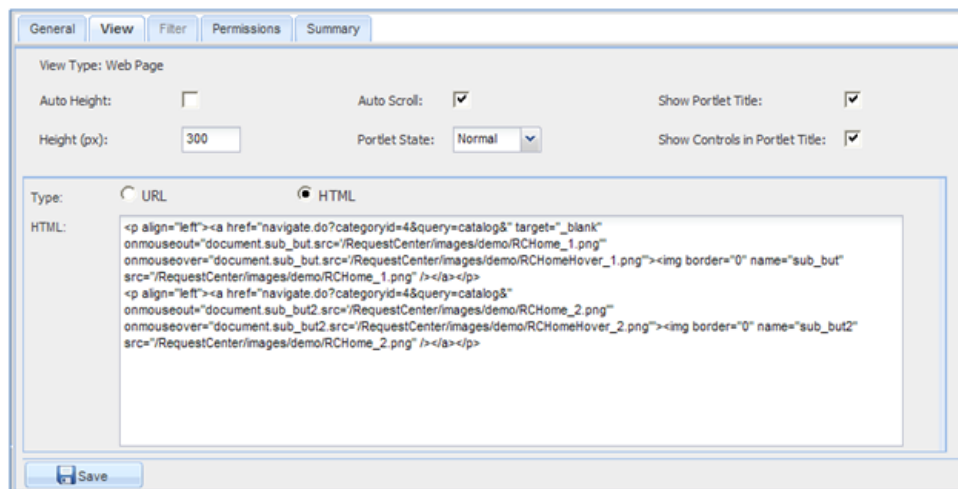 General View Filter Permissions Summary
View Type: Web Page
Auto Height: Auto Scroll: Show Portlet Title:
Height (px): 300 Portlet State: Normal Show Controls in Portlet Title:
Type: URL HTML
HTML:
<p align="left"><a href="navigate.do?categoryid=4&query=catalog&" target="_blank"
onmouseout="document.sub_but.src='/RequestCenter/images/demo/RCHome_1.png'"
onmouseover="document.sub_but.src='/RequestCenter/images/demo/RCHomeHover_1.png'"><img border="0" name="sub_but"
src="/RequestCenter/images/demo/RCHome_1.png" /></a></p>
<p align="left"><a href="navigate.do?categoryid=4&query=catalog&"
onmouseout="document.sub_but2.src='/RequestCenter/images/demo/RCHome_2.png'"
onmouseover="document.sub_but2.src='/RequestCenter/images/demo/RCHomeHover_2.png'"><img border="0" name="sub_but2"
src="/RequestCenter/images/demo/RCHome_2.png" /></a></p>
Save